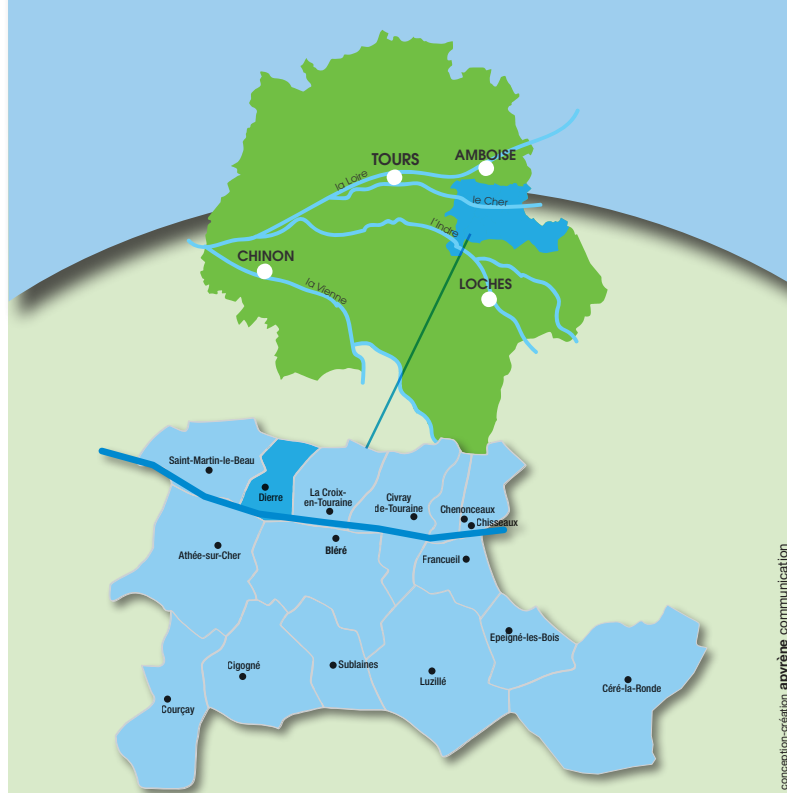 TOURS
AMBOISE
la Loire
le Cher
l'Indre
CHINON
LOCHES
la Vienne
Saint-Martin-le-Beau
Dierre
La Croix-
en-Touraine
Civray
de-Touraine
Chenonceaux
Chisseaux
Bléré
Athée-sur-Cher
Francueil
Epeigné-les-Bois
Cigogné
Sublaines
Luzillé
Céré-la-Ronde
Courçay
conception-création apyrène communication